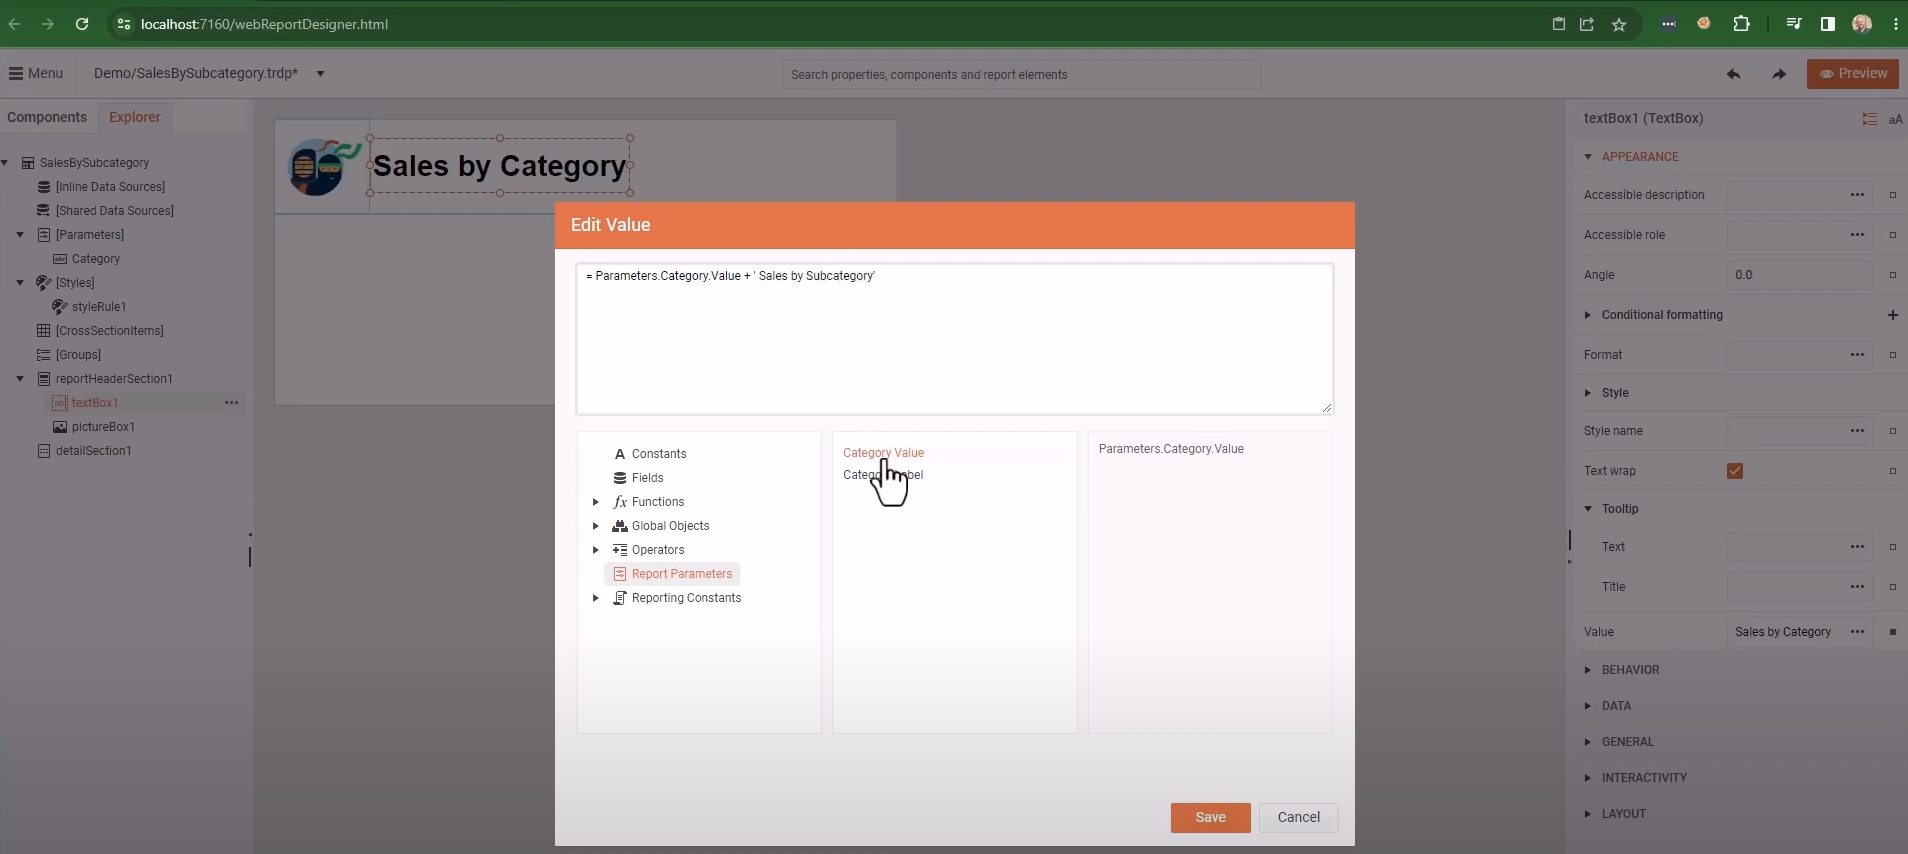 localhost:7160/webReportDesigner.html
Menu
Demo/SalesBySubcategory.trdp*
Search properties, components and report elements
Preview
Components
Explorer
SalesBySubcategory
[Inline Data Sources]
[Shared Data Sources]
[Parameters]
Category
[Styles]
styleRule1
[CrossSectionItems]
[Groups]
reportHeaderSection1
textBox1
pictureBox1
detailSection1
Sales by Category
Edit Value
= Parameters.Category.Value + ' Sales by Subcategory'
Constants
Fields
Functions
Global Objects
Operators
Report Parameters
Reporting Constants
Category Value
Parameters.Category.Value
Save
Cancel
textBox1 (TextBox)
aA
APPEARANCE
Accessible description
Accessible role
Angle
0.0
Conditional formatting
Format
Style
Style name
Text wrap
Tooltip
Text
Title
Value
Sales by Category
BEHAVIOR
DATA
GENERAL
INTERACTIVITY
LAYOUT